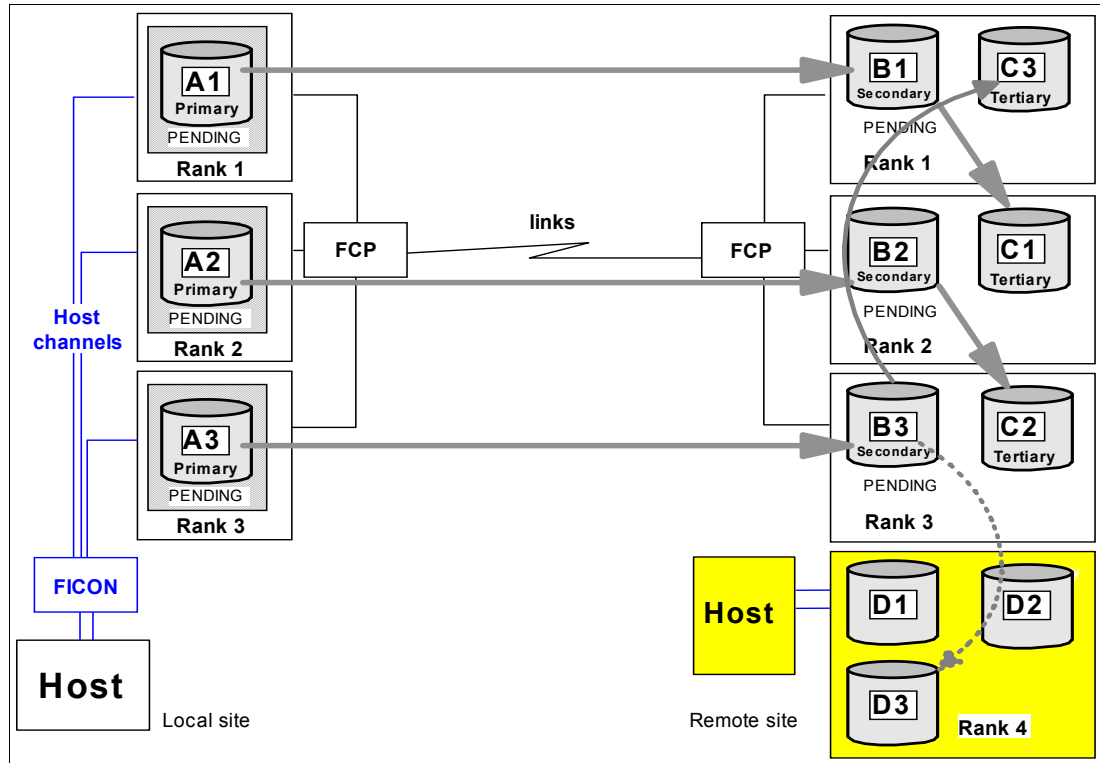 A1
Primary
PENDING
Rank 1
B1
Secondary
PENDING
Rank 1
C3
Tertiary
A2
Primary
PENDING
Rank 2
FCP
links
FCP
B2
Secondary
PENDING
Rank 2
C1
Tertiary
Host
channels
A3
Primary
PENDING
Rank 3
B3
Secondary
PENDING
Rank 3
C2
Tertiary
FICON
Host
Local site
Host
Remote site
D1
D2
D3
Rank 4